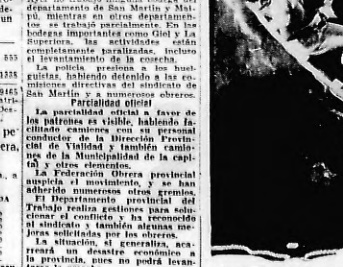 departamento de San Martín y Mai-
pú, mientras en otros departamen-
tos se trabajó parcialmente. En las
bodegas importantes como Giol y La
Superiora, las actividades están
completamente paralizadas, incluso
el levantamiento de la cosecha.
La policía presiona a los huel-
guistas, habiendo detenido a las co-
misiones directivas del sindicato de
San Martín y a numerosos obreros.
Parcialidad oficial
La parcialidad oficial a favor de
los patrones es visible, habiendo fa-
cilitado camiones con su personal
conductor de la Dirección Provin-
cial de Vialidad y también camio-
nes de la Municipalidad de la capi-
tal y otros elementos.
La Federación Obrera provincial
auspicia el movimiento, y se han
adherido numerosos otros gremios.
El Departamento provincial del
Trabajo realiza gestiones para solu-
cionar el conflicto y ha reconocido
al sindicato y también algunas me-
joras solicitadas por los obreros.
La situación, si generaliza, aca-
rreará un desastre económico a
la provincia, pues no podrá levan-